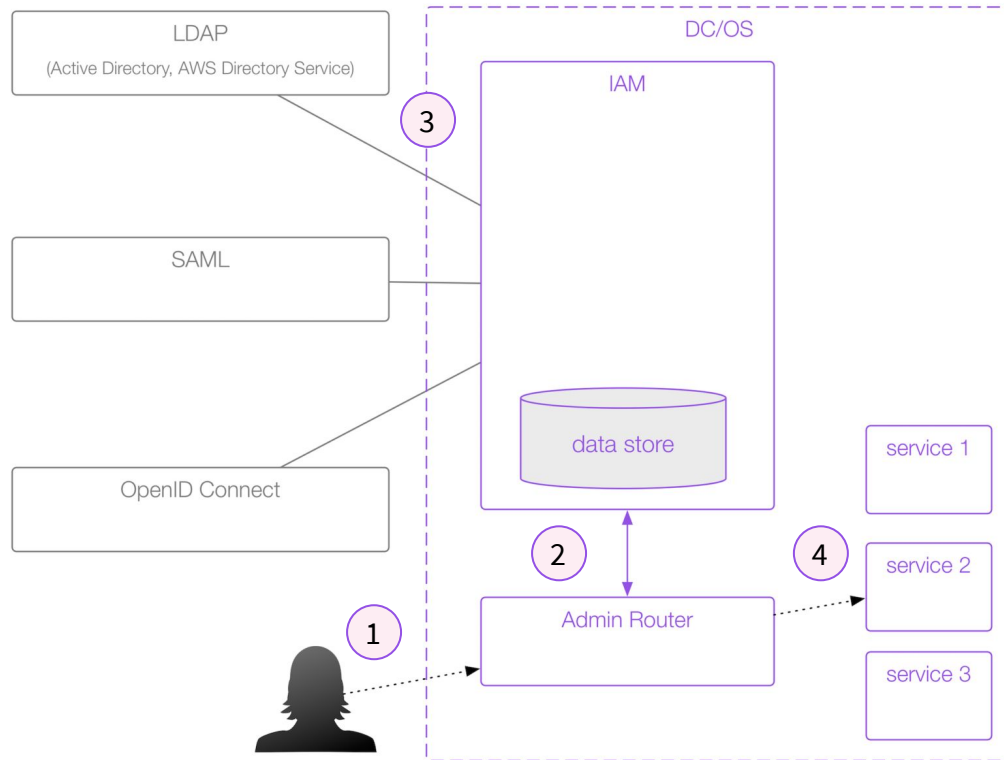 LDAP
(Active Directory, AWS Directory Service)
DC/OS
IAM
3
SAML
data store
service 1
OpenID Connect
2
4
service 2
Admin Router
1
service 3